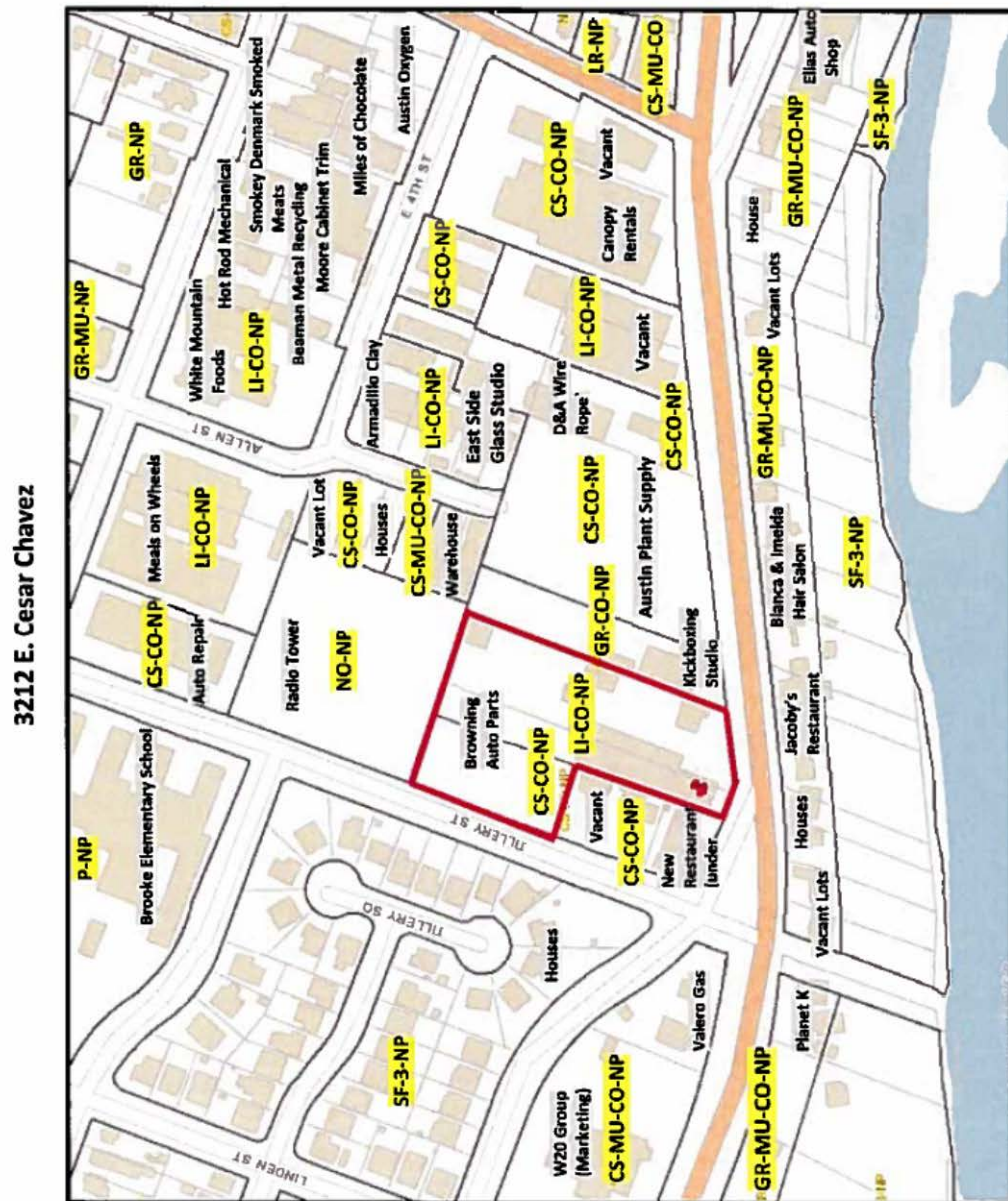 3212 E. Cesar Chavez
P-NP
Brooke Elementary School
CS-CO-NP
Auto Repair
Meals on Wheels
LI-CO-NP
GR-MU-NP
GR-NP
White Mountain
Foods
LI-CO-NP
Hot Rod Mechanical
Smokey Denmark Smoked
Meats
Beaman Metal Recycling
Moore Cabinet Trim
Miles of Chocolate
Austin Oxygen
ALLEN ST
E 4TH ST
Radio Tower
NO-NP
Vacant Lot
CS-CO-NP
Houses
CS-MU-CO-NP
Warehouse
Armadillo Clay
LI-CO-NP
East Side
Glass Studio
CS-CO-NP
LR-NP
CS-MU-CO
TILLERY ST
TILLERY SQ
LINDEN ST
SF-3-NP
Houses
Browning
Auto Parts
CS-CO-NP
LI-CO-NP
GR-CO-NP
Kickboxing
Studio
CS-CO-NP
Austin Plant Supply
D&A Wire
Rope`
CS-CO-NP
LI-CO-NP
Vacant
CS-CO-NP
Canopy
Rentals
Vacant
Vacant
CS-CO-NP
New
Restaurant
(under
W20 Group
(Marketing)
CS-MU-CO-NP
Valero Gas
GR-MU-CO-NP
Planet K
Vacant Lots
Houses
Jacoby's
Restaurant
Bianca & Imelda
Hair Salon
GR-MU-CO-NP
Vacant Lots
House
GR-MU-CO-NP
Elias Auto
Shop
SF-3-NP
SF-3-NP